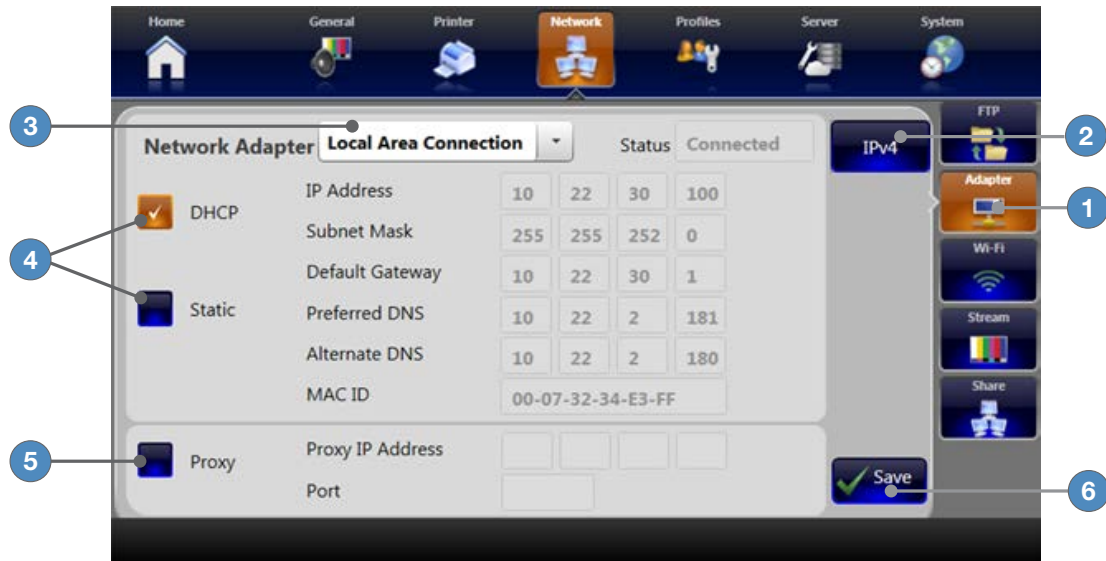 Home General Printer Network Profiles Server System
FTP
3
2
Network Adapter Local Area Connection Status Connected IPv4
Adapter
1
IP Address 10 22 30 100
DHCP
Subnet Mask 255 255 252 0
Wi-Fi
4
Default Gateway 10 22 30 1
Static Preferred DNS 10 22 2 181
Stream
Alternate DNS 10 22 2 180
Share
MAC ID 00-07-32-34-E3-FF
Proxy IP Address
5
Proxy
Save
Port
6